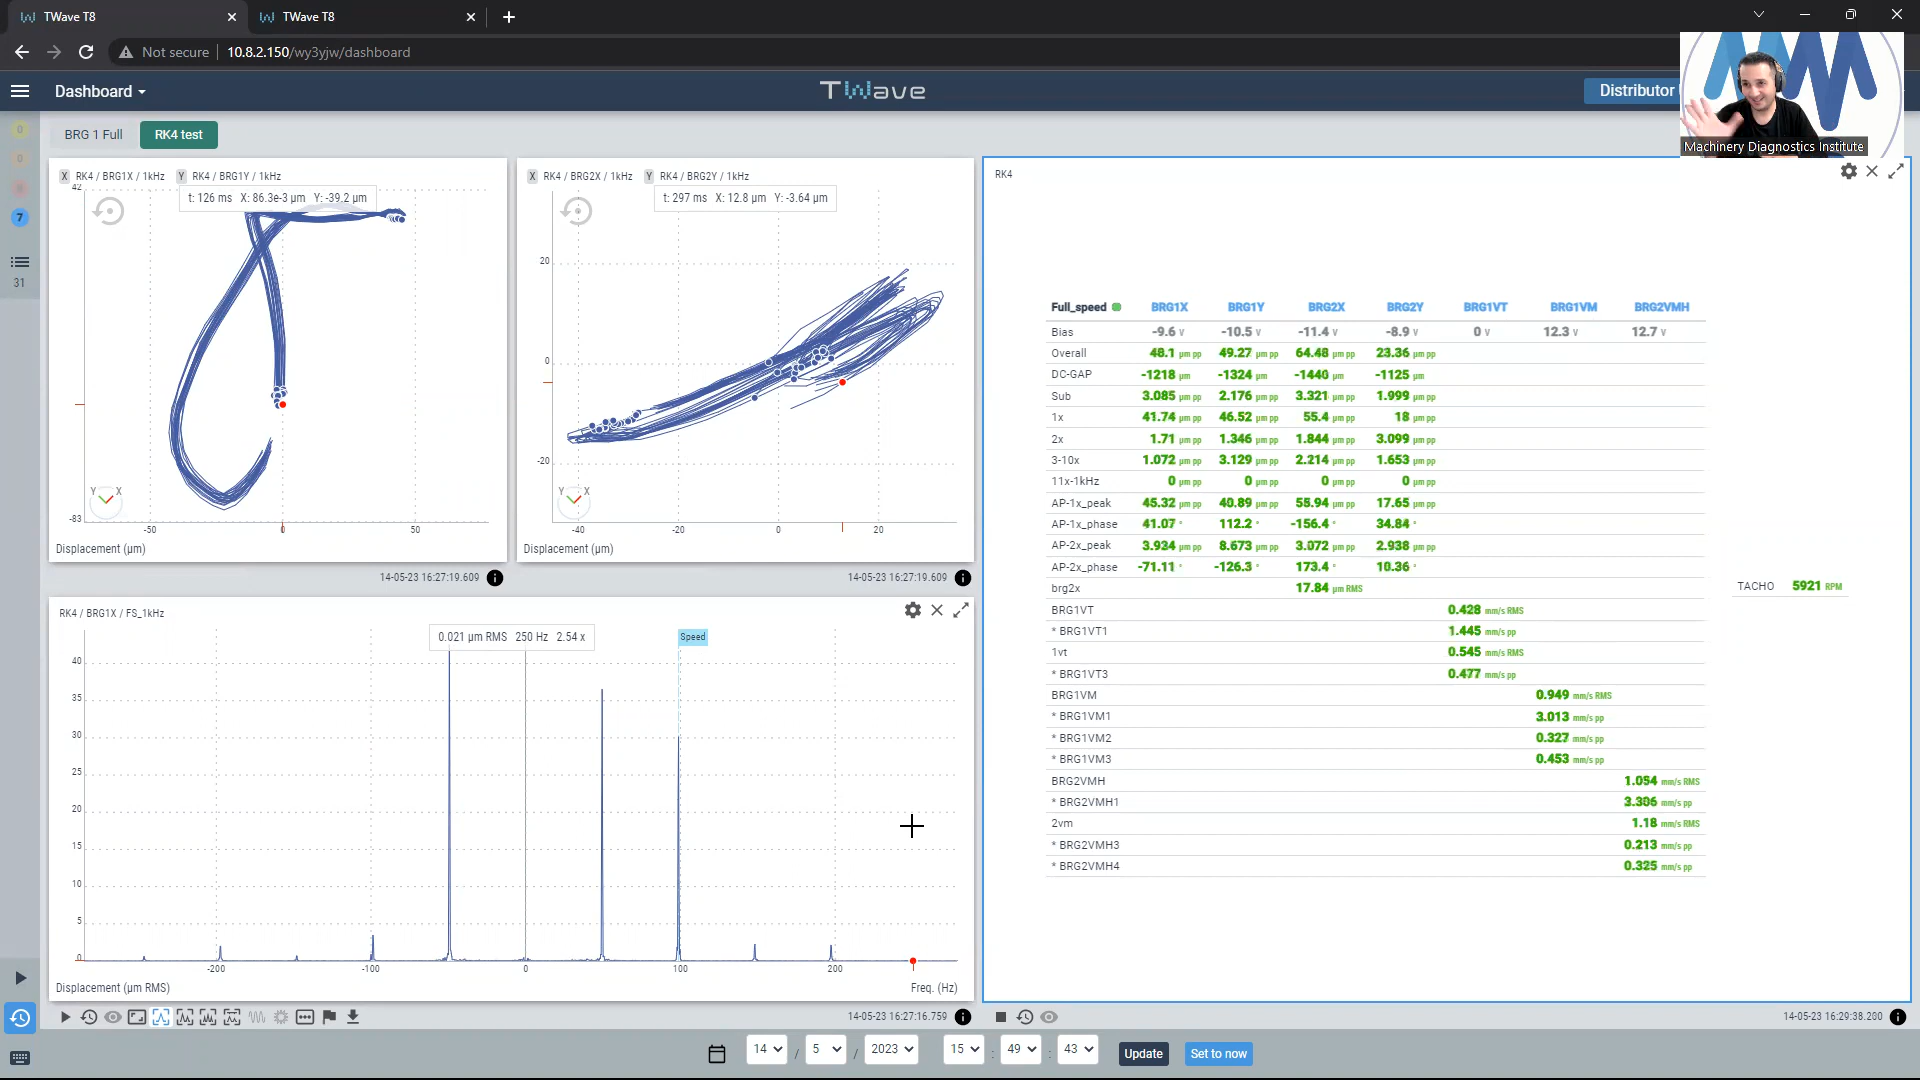 TWave T8
TWave T8
Not secure 10.8.2.150/wy3yjw/dashboard
Dashboard
TWave
Distributor
Machinery Diagnostics Institute
BRG 1 Full
RK4 test
0
0
0
7
31
X RK4 / BRG1X / 1kHz Y RK4 / BRG1Y / 1kHz
t: 126 ms X: 86.3e-3 µm Y: -39.2 µm
42
-83
Y X
-50 0 50
Displacement (µm)
14-05-23 16:27:19.609
X RK4 / BRG2X / 1kHz Y RK4 / BRG2Y / 1kHz
t: 297 ms X: 12.8 µm Y: -3.64 µm
20
0
-20
Y X
-40 -20 0 20
Displacement (µm)
14-05-23 16:27:19.609
RK4 / BRG1X / FS_1kHz
0.021 µm RMS 250 Hz 2.54 x
Speed
40
35
30
25
20
15
10
5
0
-200 -100 0 100 200
Displacement (µm RMS)
Freq. (Hz)
14-05-23 16:27:16.759
RK4
Full_speed BRG1X BRG1Y BRG2X BRG2Y BRG1VT BRG1VM BRG2VMH
Bias -9.6 V -10.5 V -11.4 V -8.9 V 0 V 12.3 V 12.7 V
Overall 48.1 µm pp 49.27 µm pp 64.48 µm pp 23.36 µm pp
DC-GAP -1218 µm -1324 µm -1440 µm -1125 µm
Sub 3.085 µm pp 2.176 µm pp 3.321 µm pp 1.999 µm pp
1x 41.74 µm pp 46.52 µm pp 55.4 µm pp 18 µm pp
2x 1.71 µm pp 1.346 µm pp 1.844 µm pp 3.099 µm pp
3-10x 1.072 µm pp 3.129 µm pp 2.214 µm pp 1.653 µm pp
11x-1kHz 0 µm pp 0 µm pp 0 µm pp 0 µm pp
AP-1x_peak 45.32 µm pp 40.89 µm pp 55.94 µm pp 17.65 µm pp
AP-1x_phase 41.07 ° 112.2 ° -156.4 ° 34.84 °
AP-2x_peak 3.934 µm pp 8.673 µm pp 3.072 µm pp 2.938 µm pp
AP-2x_phase -71.11 ° -126.3 ° 173.4 ° 10.36 °
brg2x 17.84 µm RMS
BRG1VT 0.428 mm/s RMS
* BRG1VT1 1.445 mm/s pp
1vt 0.545 mm/s RMS
* BRG1VT3 0.477 mm/s pp
BRG1VM 0.949 mm/s RMS
* BRG1VM1 3.013 mm/s pp
* BRG1VM2 0.327 mm/s pp
* BRG1VM3 0.453 mm/s pp
BRG2VMH 1.054 mm/s RMS
* BRG2VMH1 3.306 mm/s pp
2vm 1.18 mm/s RMS
* BRG2VMH3 0.213 mm/s pp
* BRG2VMH4 0.325 mm/s pp
TACHO 5921 RPM
14-05-23 16:29:38.200
14 / 5 / 2023 15 : 49 : 43 Update Set to now